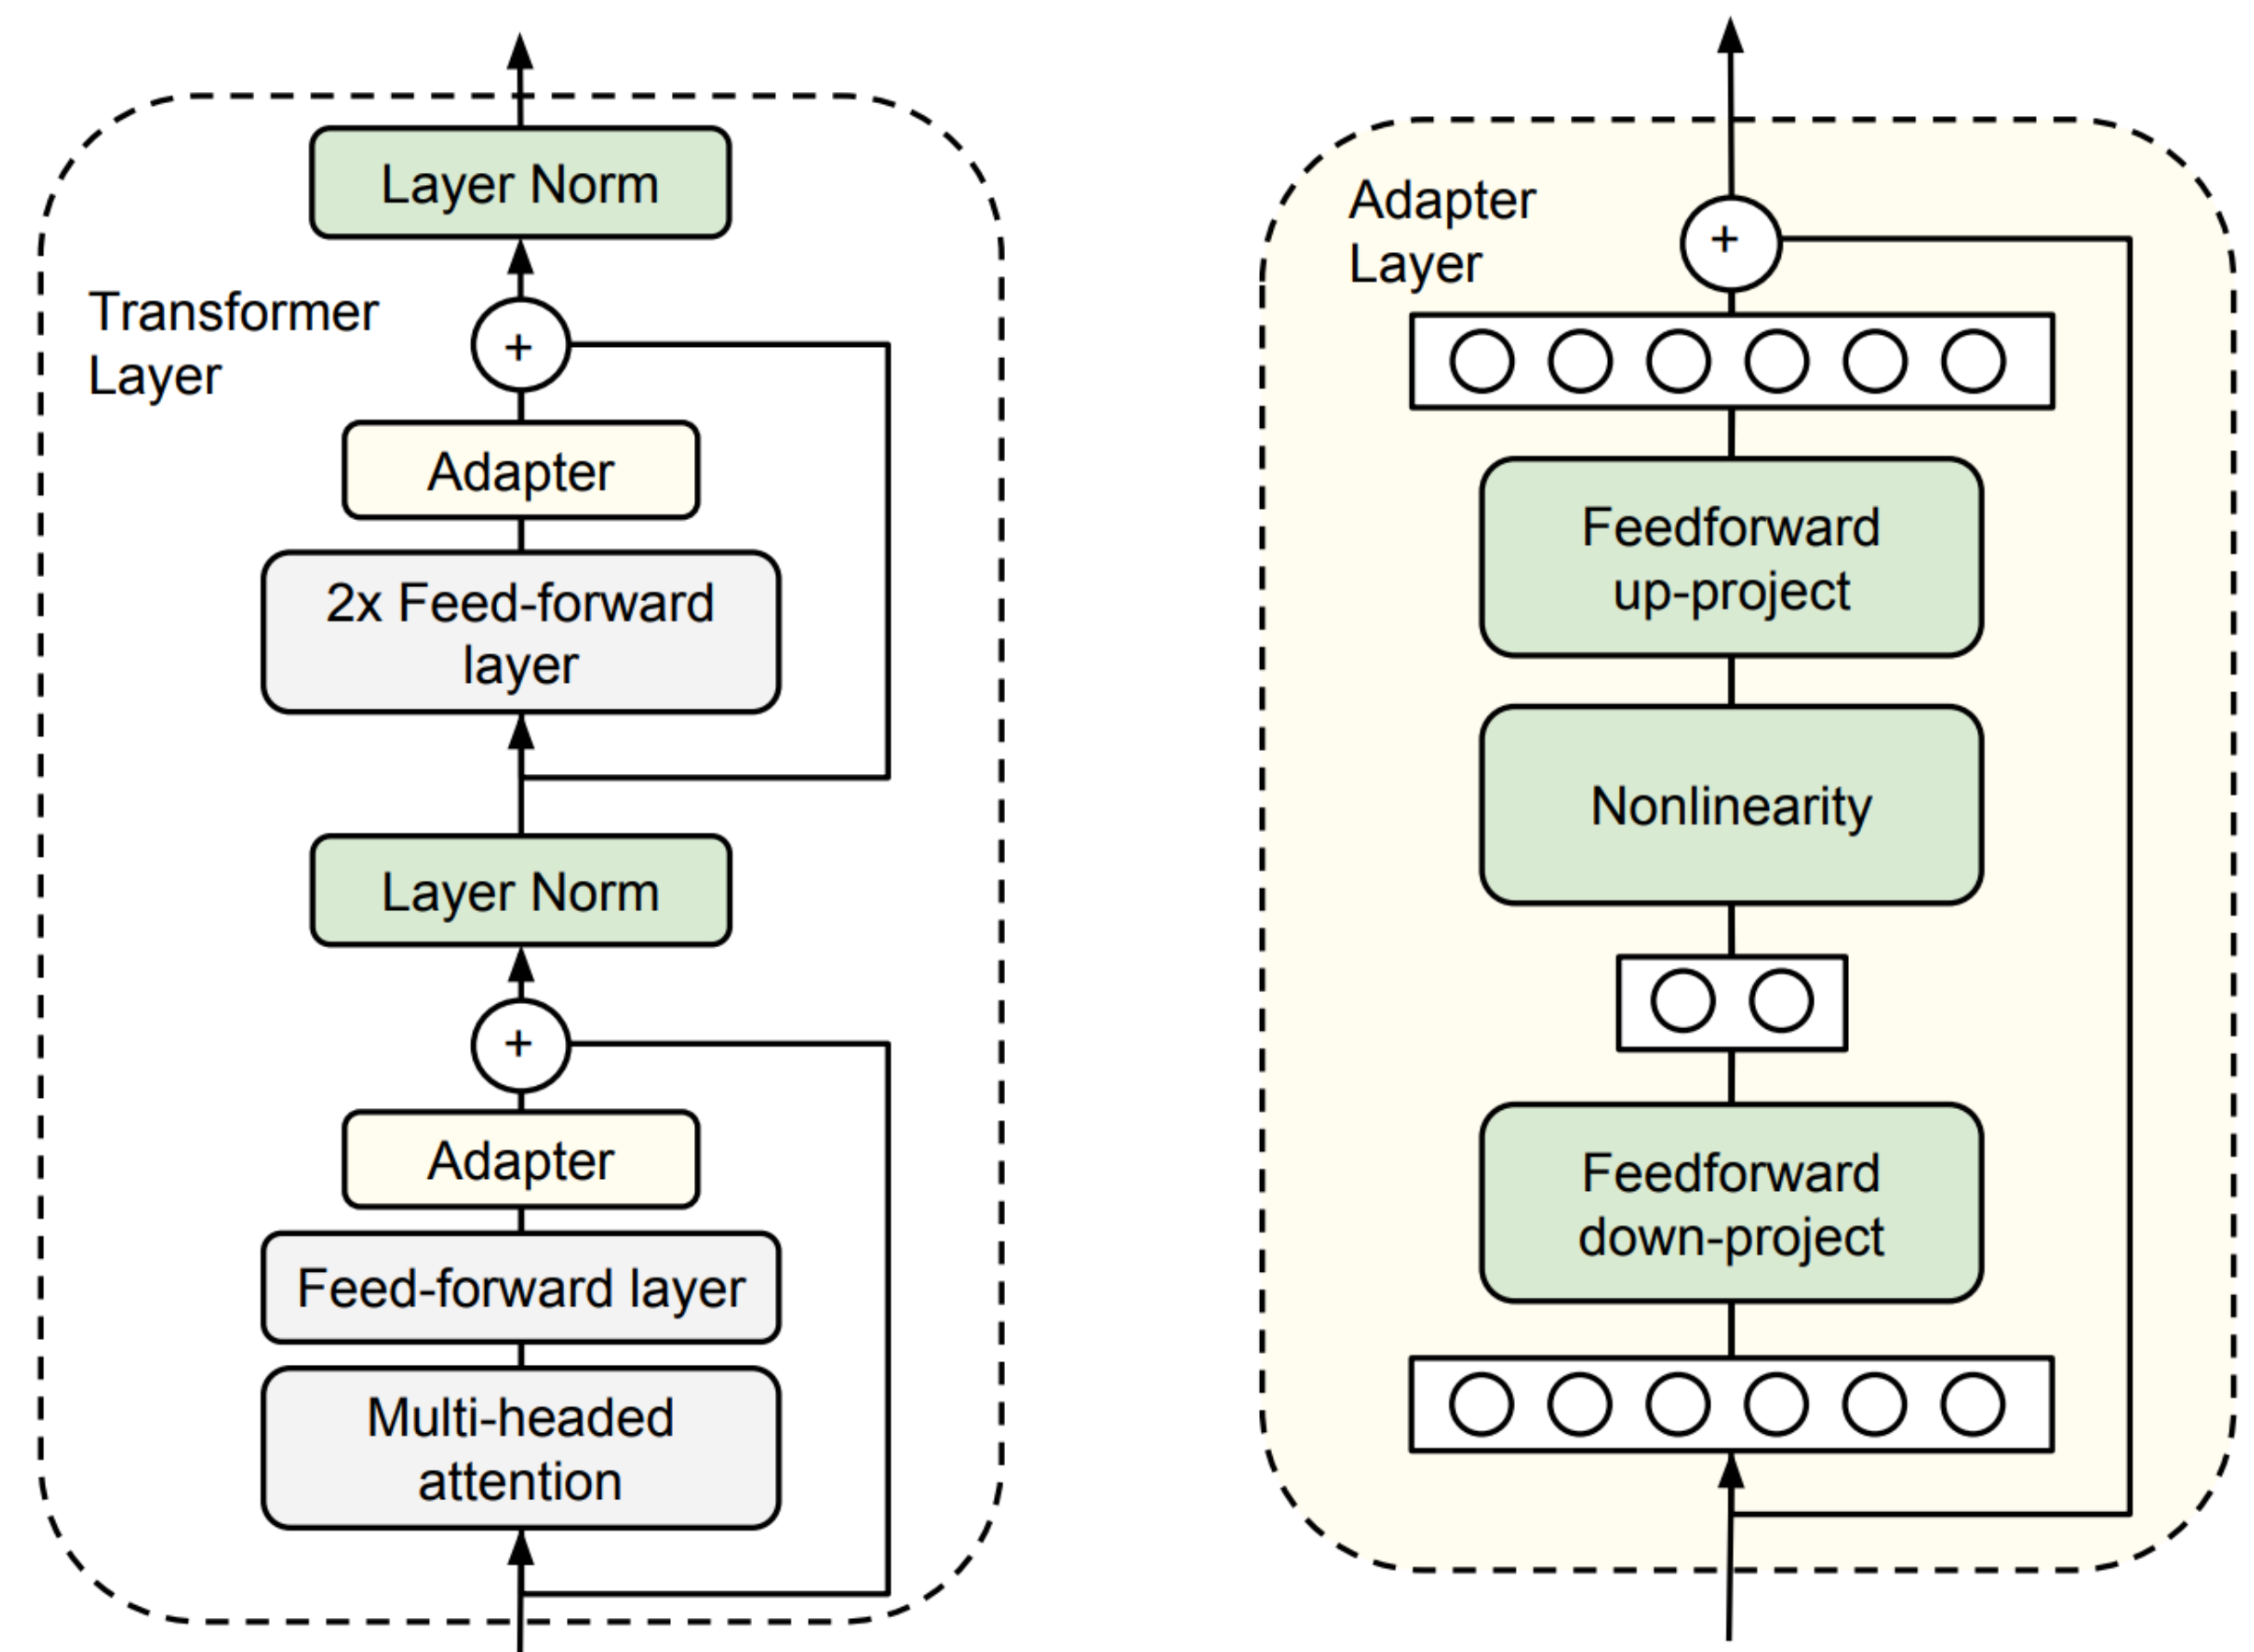 Layer Norm
Transformer
Layer
+
Adapter
2x Feed-forward
layer
Layer Norm
+
Adapter
Feed-forward layer
Multi-headed
attention
Adapter
Layer
+
Feedforward
up-project
Nonlinearity
Feedforward
down-project